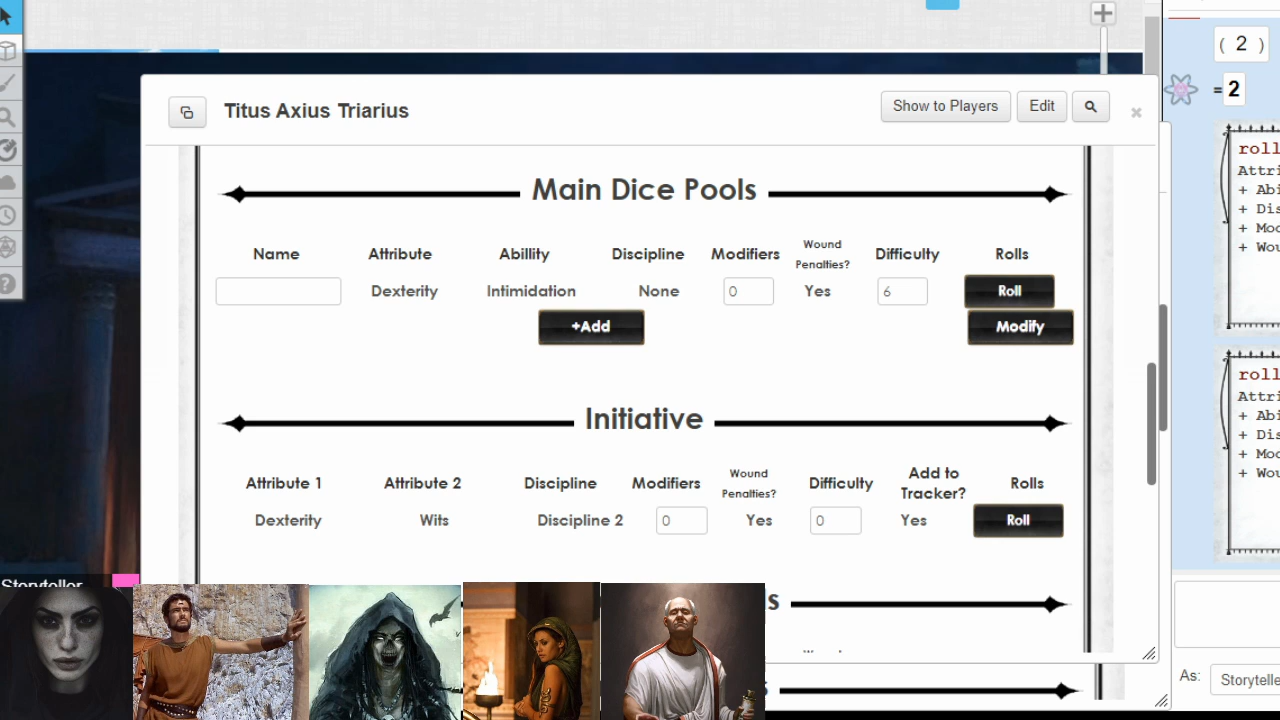 Titus Axius Triarius
Show to Players
Edit
Main Dice Pools
Name Attribute Abillity Discipline Modifiers Wound Penalties? Difficulty Rolls
Dexterity Intimidation None 0 Yes 6 Roll
+Add Modify
Initiative
Attribute 1 Attribute 2 Discipline Modifiers Wound Penalties? Difficulty Add to Tracker? Rolls
Dexterity Wits Discipline 2 0 Yes 0 Yes Roll
s
s
Storyteller
( 2 )
=2
roll
Attri
+ Abi
+ Dis
+ Mod
+ Wou
roll
Attri
+ Abi
+ Dis
+ Mod
+ Wou
As: Storytelle